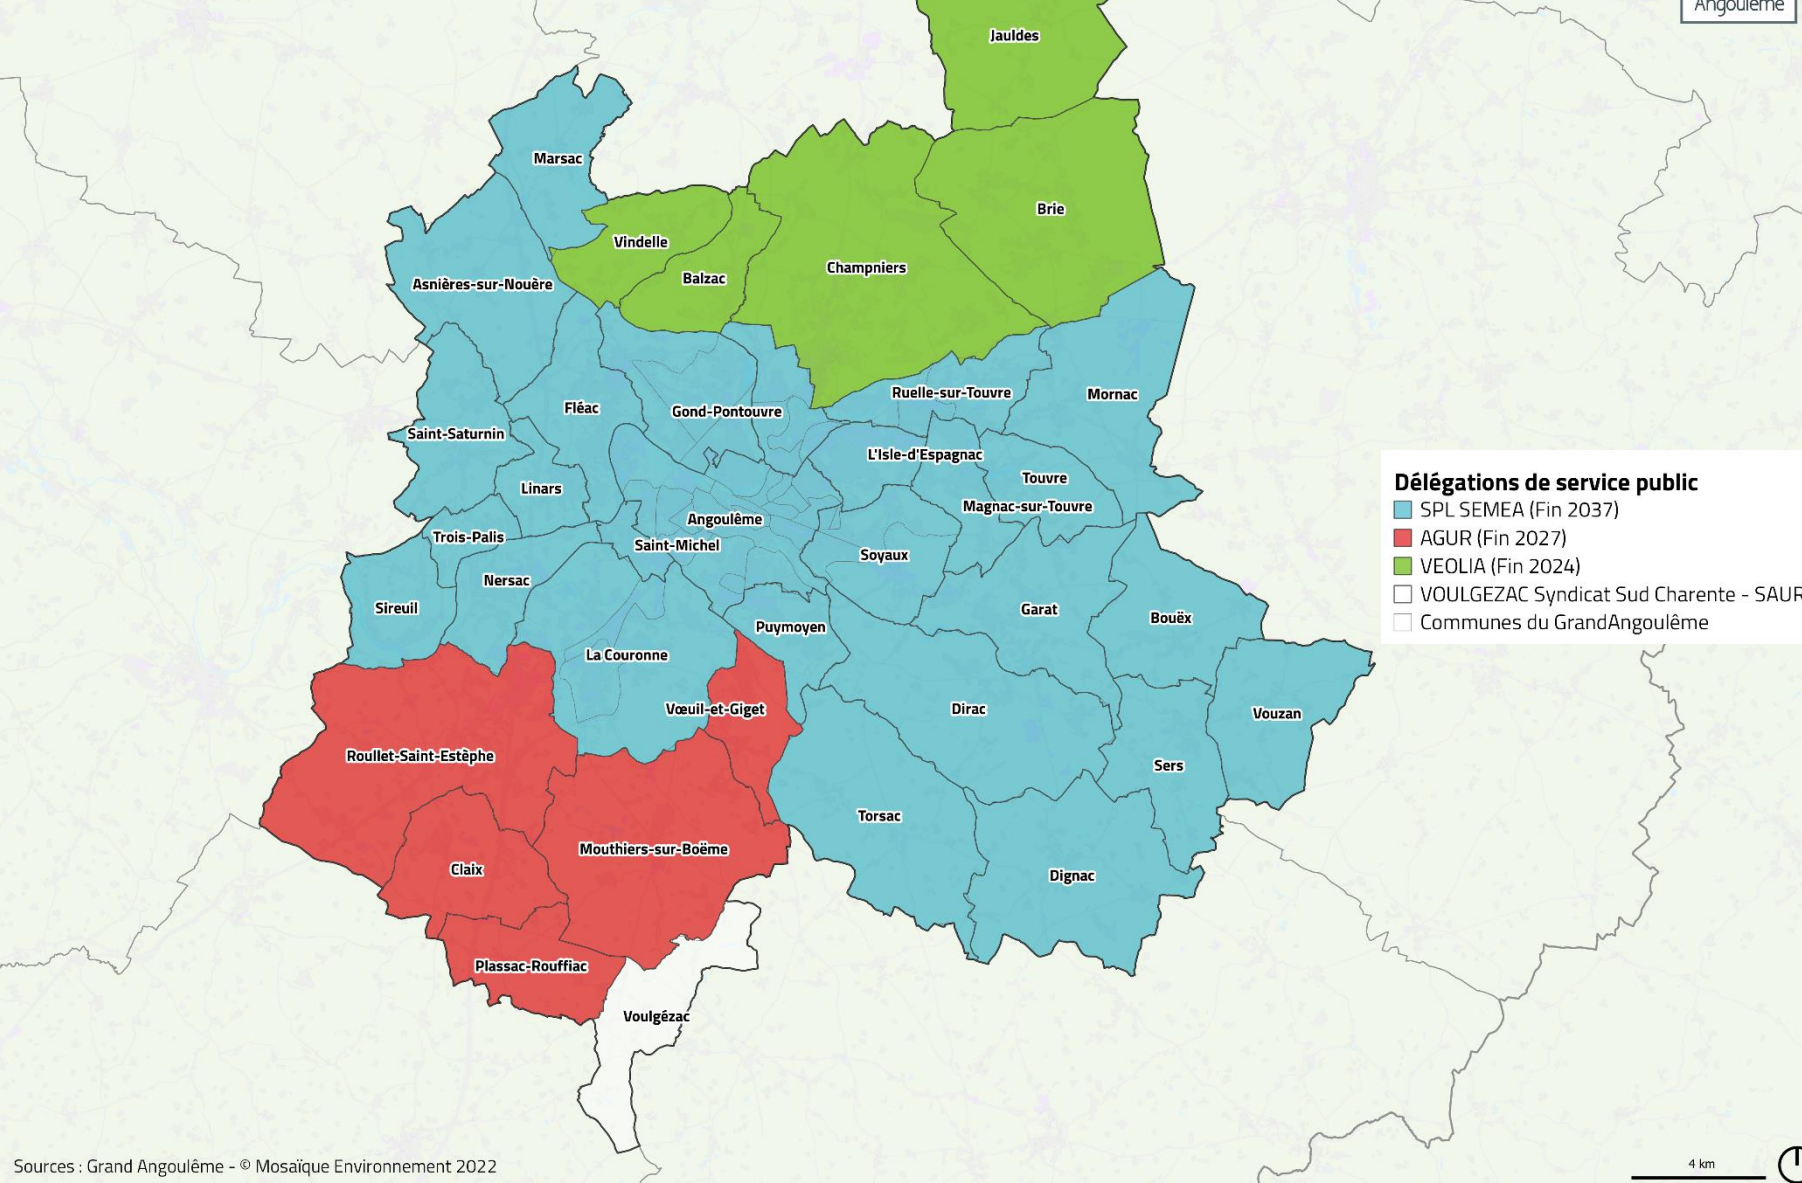 Angoulême
Jauldes
Marsac
Brie
Vindelle
Champniers
Balzac
Asnières-sur-Nouère
Ruelle-sur-Touvre
Mornac
Fléac
Gond-Pontouvre
Saint-Saturnin
L'Isle-d'Espagnac
Touvre
Linars
Magnac-sur-Touvre
Angoulême
Trois-Palis
Saint-Michel
Soyaux
Nersac
Sireuil
Garat
Bouëx
Puymoyen
La Couronne
Vœuil-et-Giget
Dirac
Vouzan
Roullet-Saint-Estèphe
Sers
Torsac
Mouthiers-sur-Boëme
Claix
Dignac
Plassac-Rouffiac
Voulgézac
Délégations de service public
SPL SEMEA (Fin 2037)
AGUR (Fin 2027)
VEOLIA (Fin 2024)
VOULGEZAC Syndicat Sud Charente - SAUR
Communes du GrandAngoulême
Sources : Grand Angoulême - © Mosaïque Environnement 2022
4 km